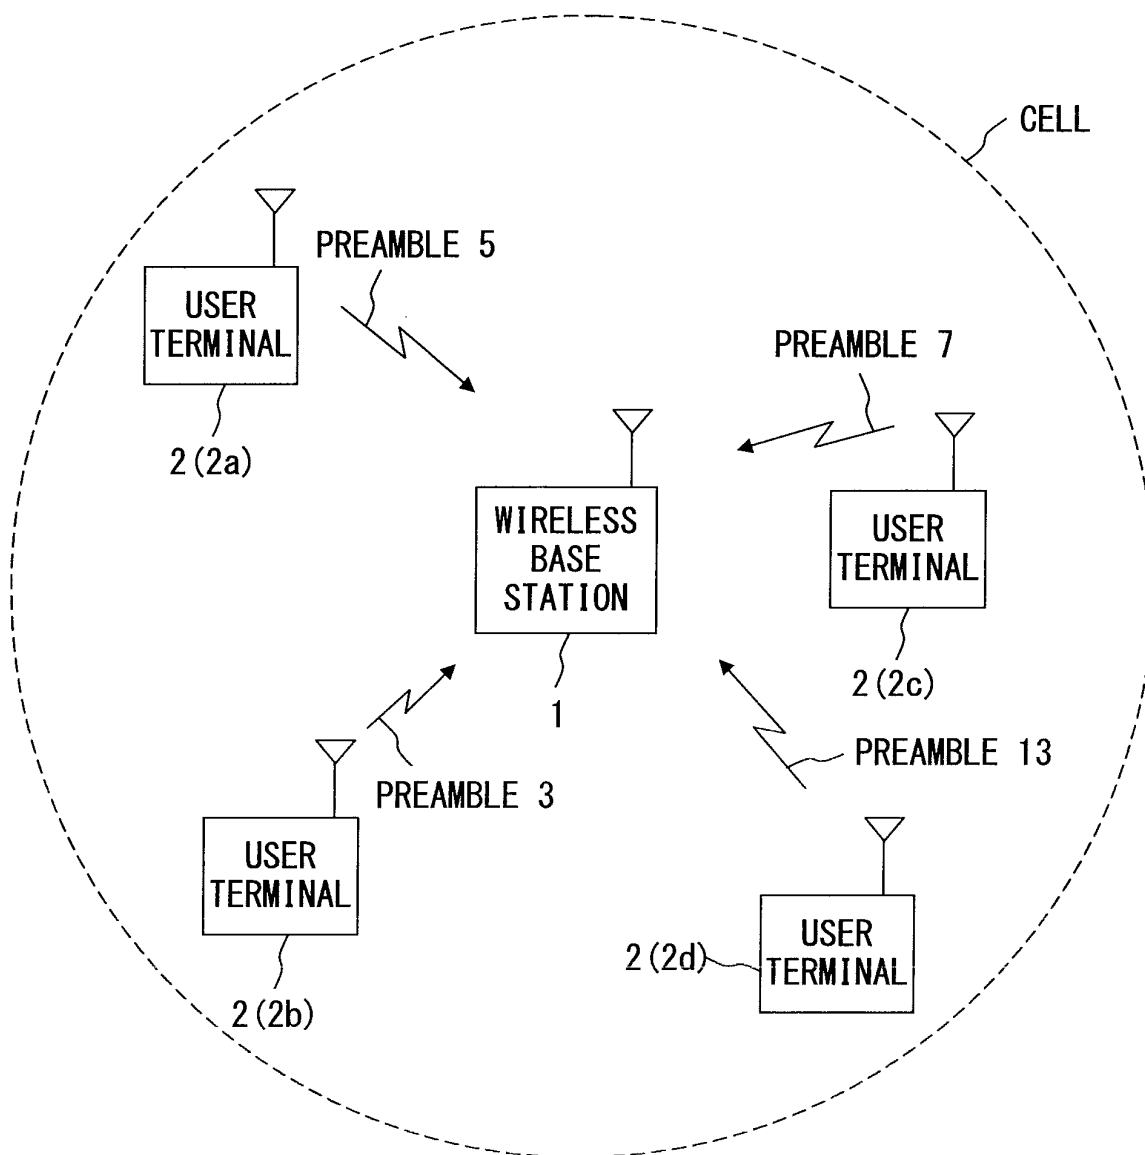 CELL
PREAMBLE 5
USER
TERMINAL
2(2a)
PREAMBLE 7
WIRELESS
BASE
STATION
1
USER
TERMINAL
2(2c)
PREAMBLE 3
PREAMBLE 13
USER
TERMINAL
2(2b)
USER
TERMINAL
2(2d)